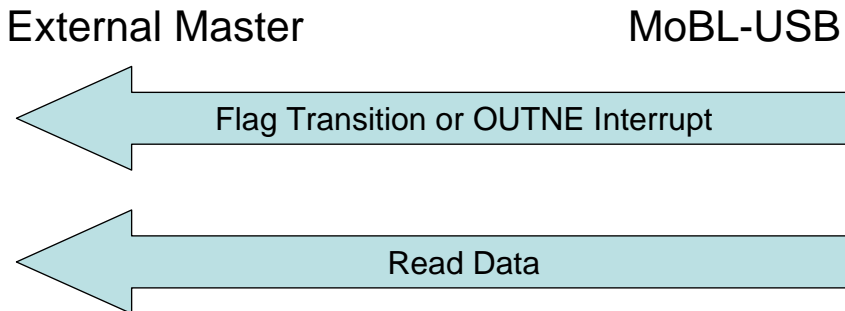 External Master MoBL-USB
Flag Transition or OUTNE Interrupt
Read Data